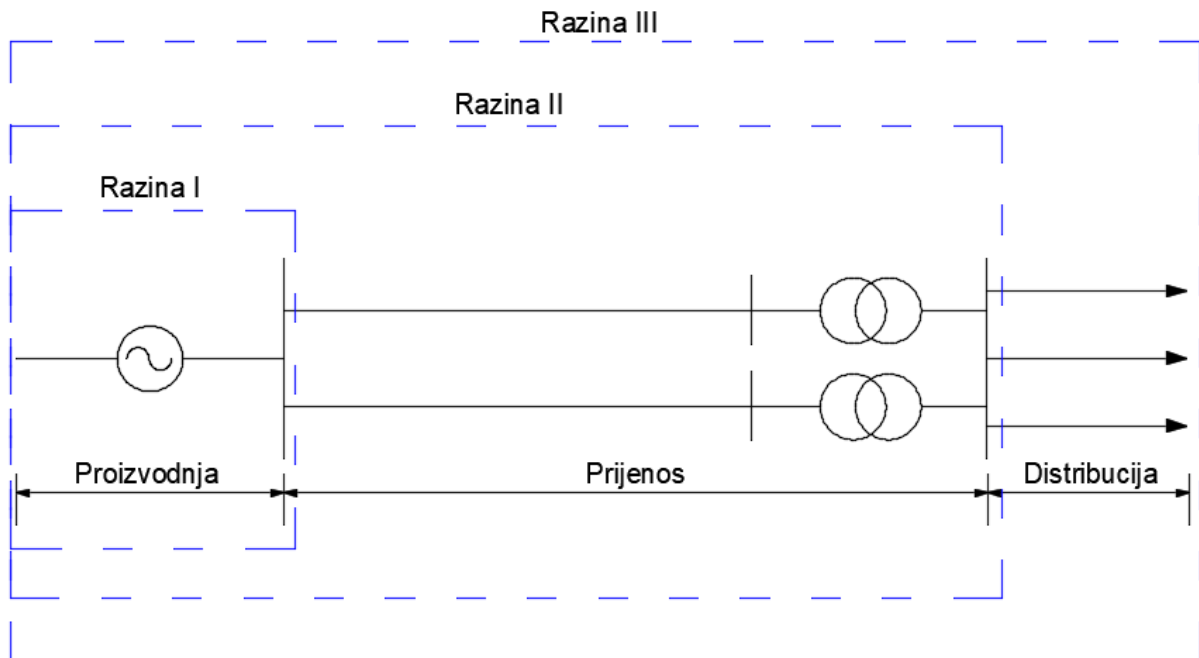 Razina III
Razina II
Razina I
Proizvodnja
Prijenos
Distribucija